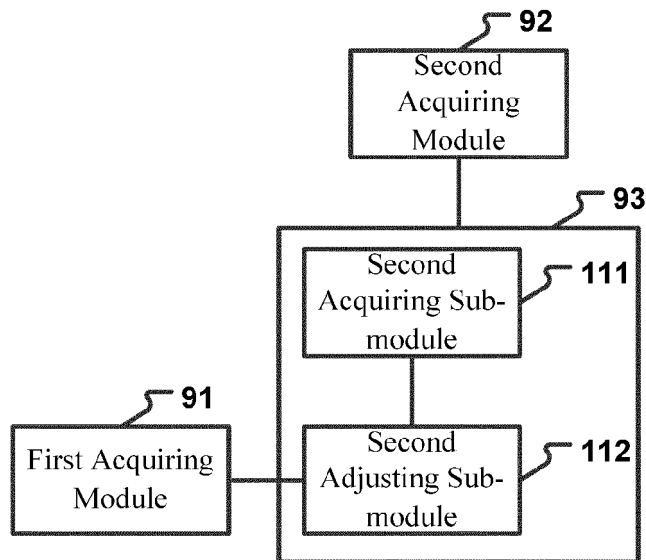 92
Second
Acquiring
Module
93
Second
Acquiring Sub-
module
111
91
First Acquiring
Module
Second
Adjusting Sub-
module
112